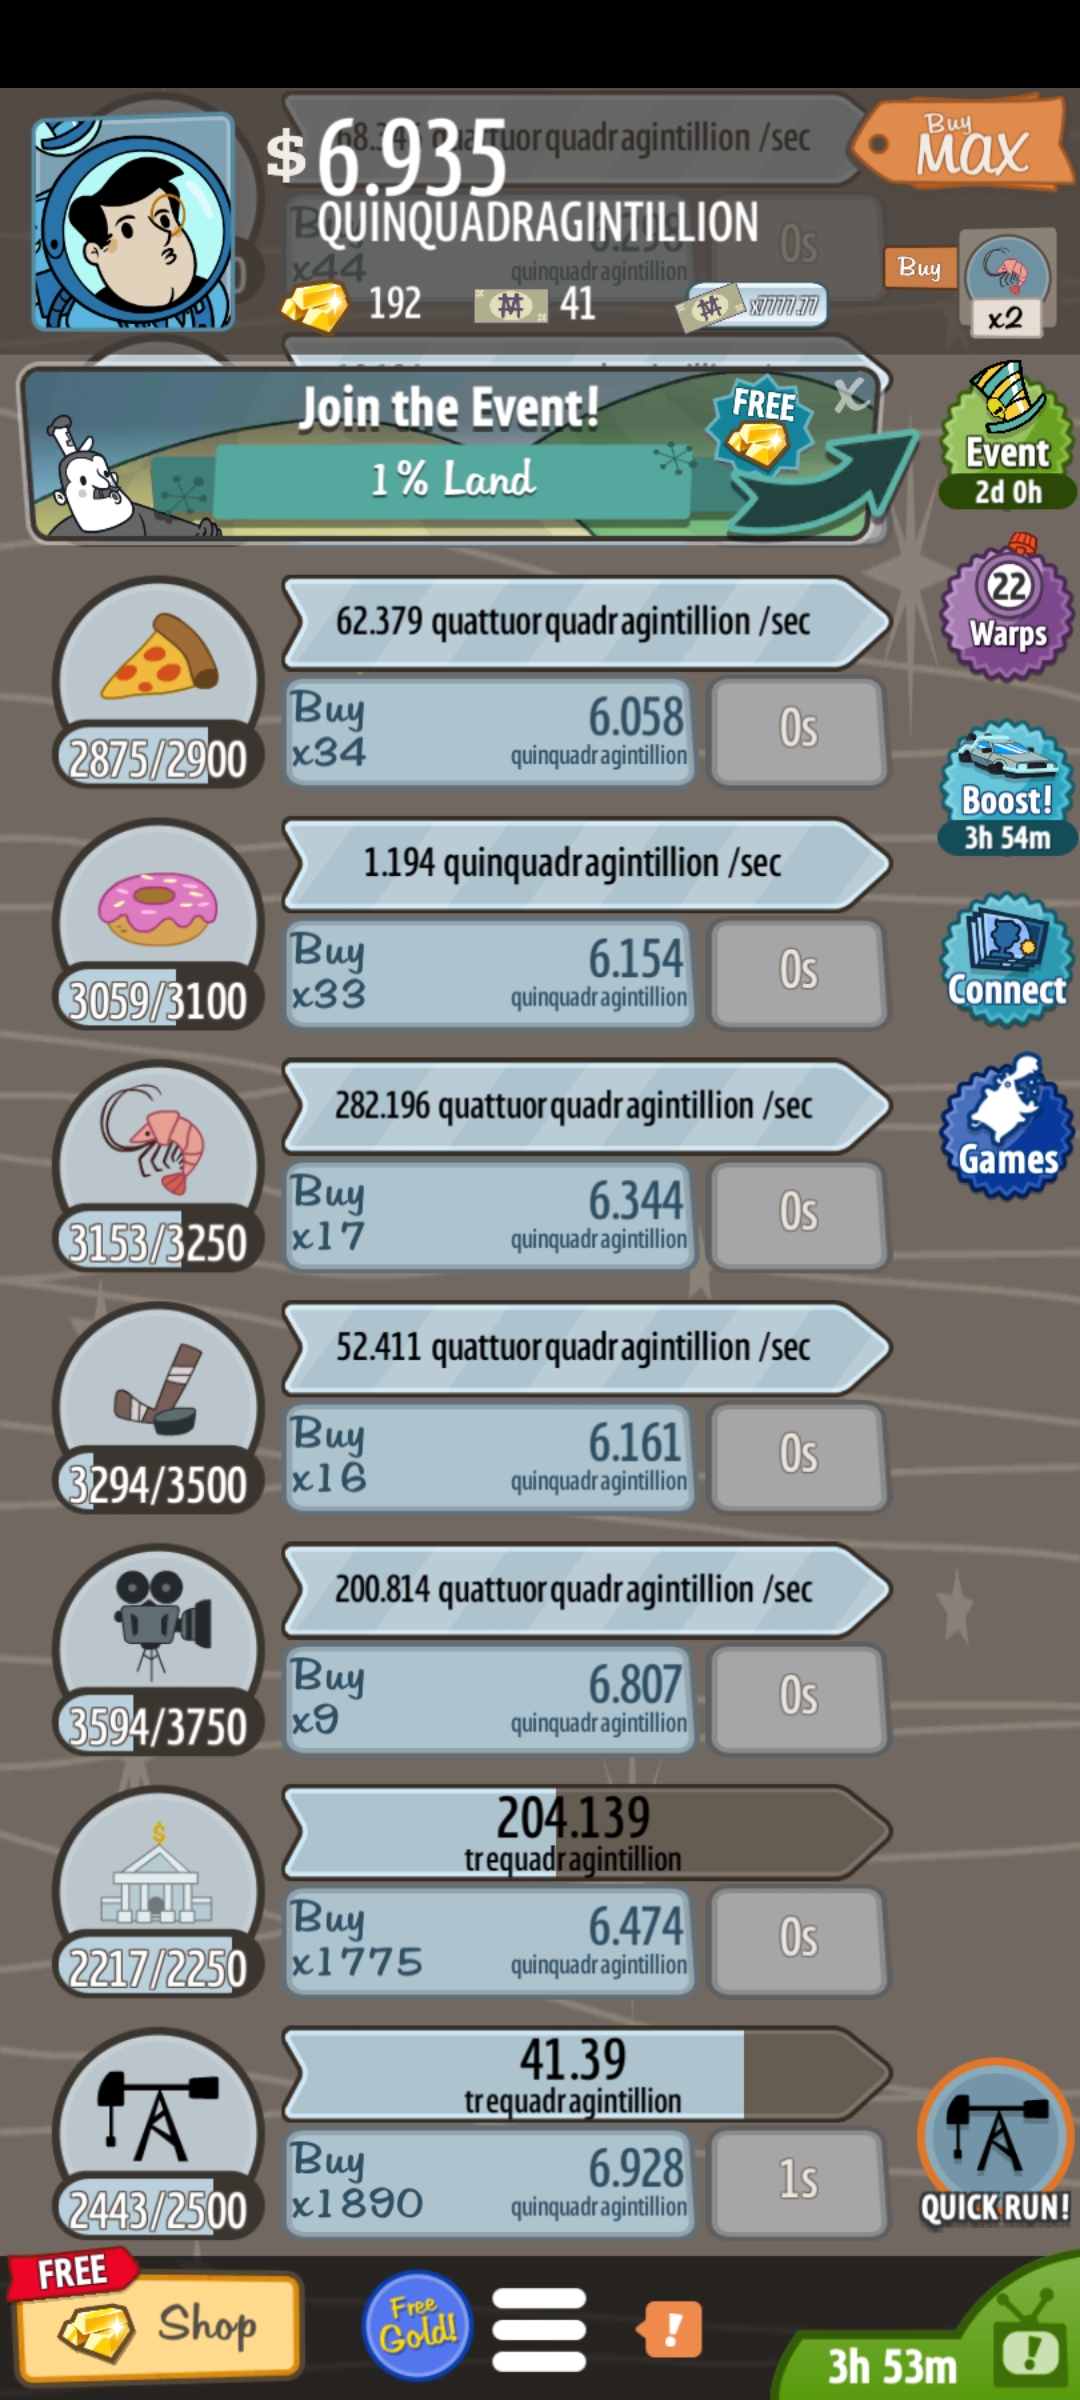 $ 6.935
QUINQUADRAGINTILLION
quattuorquadragintillion /sec
Buy
MAX
Buy
x44
6.298
quinquadragintillion
0s
192
41
x7777.77
Buy
x2
Join the Event!
1% Land
FREE
x
Event
2d 0h
22
Warps
Boost!
3h 54m
Connect
Games
62.379 quattuorquadragintillion /sec
2875/2900
Buy
x34
6.058
quinquadragintillion
0s
1.194 quinquadragintillion /sec
3059/3100
Buy
x33
6.154
quinquadragintillion
0s
282.196 quattuorquadragintillion /sec
3153/3250
Buy
x17
6.344
quinquadragintillion
0s
52.411 quattuorquadragintillion /sec
3294/3500
Buy
x16
6.161
quinquadragintillion
0s
200.814 quattuorquadragintillion /sec
3594/3750
Buy
x9
6.807
quinquadragintillion
0s
204.139
trequadragintillion
$
2217/2250
Buy
x1775
6.474
quinquadragintillion
0s
41.39
trequadragintillion
2443/2500
Buy
x1890
6.928
quinquadragintillion
1s
QUICK RUN!
FREE
Shop
Free
Gold!
!
3h 53m
!